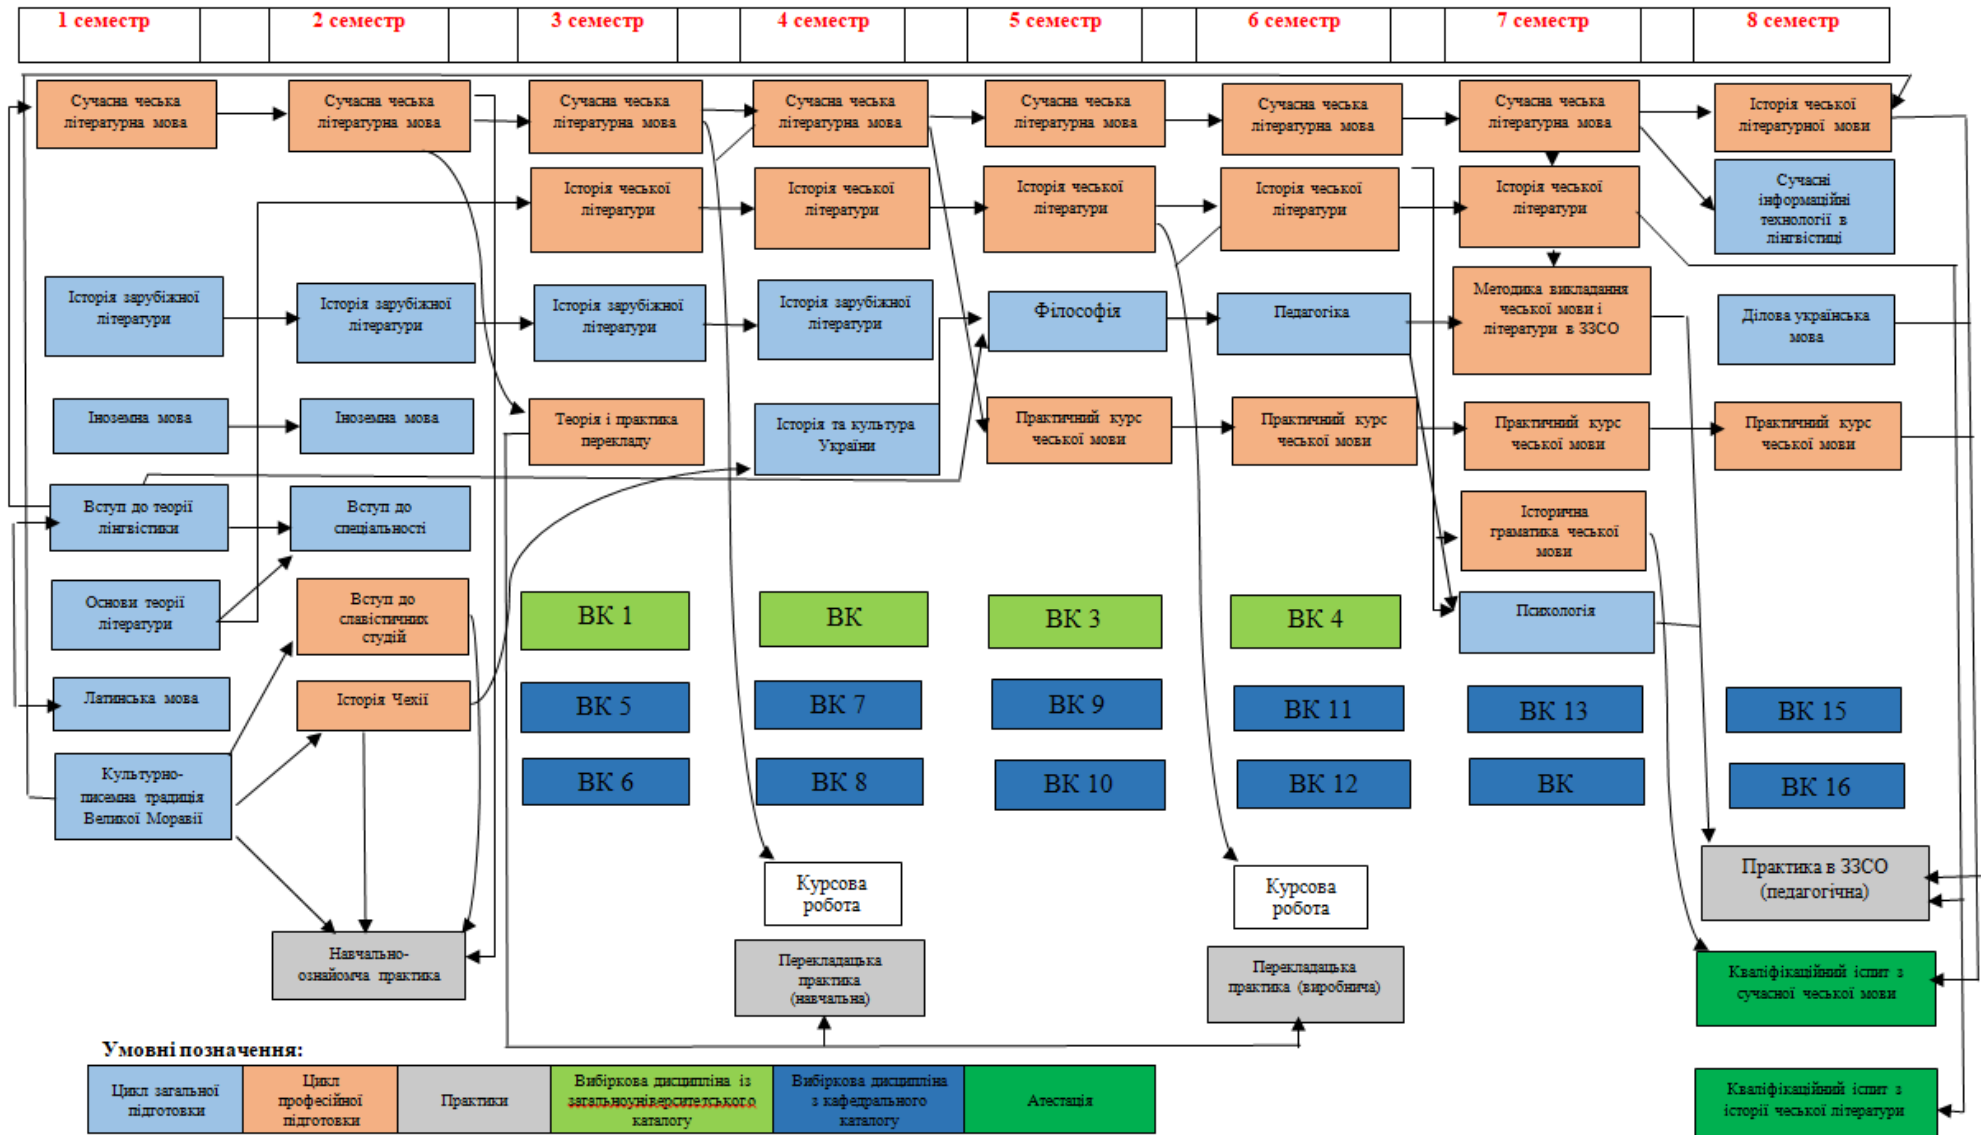 1 семестр
2 семестр
3 семестр
4 семестр
5 семестр
6 семестр
7 семестр
8 семестр
Сучасна чеська
літературна мова
Сучасна чеська
літературна мова
Сучасна чеська
літературна мова
Сучасна чеська
літературна мова
Сучасна чеська
літературна мова
Сучасна чеська
літературна мова
Сучасна чеська
літературна мова
Історія чеської
літературної мови
Історія чеської
літератури
Історія чеської
літератури
Історія чеської
літератури
Історія чеської
літератури
Історія чеської
літератури
Сучасні
інформаційні
технології в
лінгвістиці
Історія зарубіжної
літератури
Історія зарубіжної
літератури
Історія зарубіжної
літератури
Історія зарубіжної
літератури
Філософія
Педагогіка
Методика викладання
чеської мови і
літератури в ЗЗСО
Ділова українська
мова
Іноземна мова
Іноземна мова
Теорія і практика
перекладу
Історія та культура
України
Практичний курс
чеської мови
Практичний курс
чеської мови
Практичний курс
чеської мови
Практичний курс
чеської мови
Вступ до теорії
лінгвістики
Вступ до
спеціальності
Історична
граматика чеської
мови
Основи теорії
літератури
Вступ до
славістичних
студій
ВК 1
ВК
ВК 3
ВК 4
Психологія
Латинська мова
Історія Чехії
ВК 5
ВК 7
ВК 9
ВК 11
ВК 13
ВК 15
Культурно-
писемна традиція
Великої Моравії
ВК 6
ВК 8
ВК 10
ВК 12
ВК
ВК 16
Курсова
робота
Курсова
робота
Практика в ЗЗСО
(педагогічна)
Навчально-
ознайомча практика
Перекладацька
практика
(навчальна)
Перекладацька
практика (виробнича)
Кваліфікаційний іспит з
сучасної чеської мови
Умовні позначення:
Цикл загальної
підготовки
Цикл
професійної
підготовки
Практики
Вибіркова дисципліна із
загальноуніверситетського
каталогу
Вибіркова дисципліна
з кафедрального
каталогу
Атестація
Кваліфікаційний іспит з
історії чеської літератури